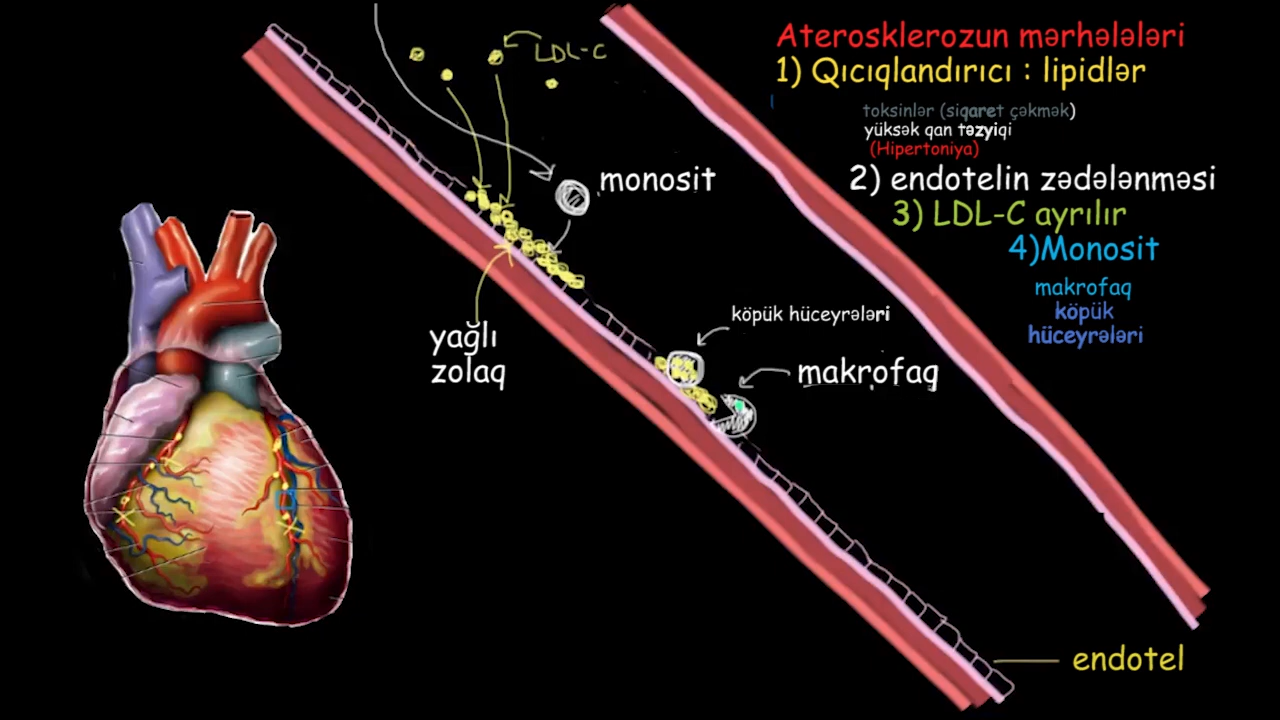 Aterosklerozun mərhələləri
1) Qıcıqlandırıcı : lipidlər
toksinlər (siqaret çəkmək)
yüksək qan təzyiqi
(Hipertoniya)
2) endotelin zədələnməsi
3) LDL-C ayrılır
4)Monosit
makrofaq
köpük
hüceyrələri
LDL-C
monosit
yağlı
zolaq
köpük hüceyrələri
makrofaq
endotel